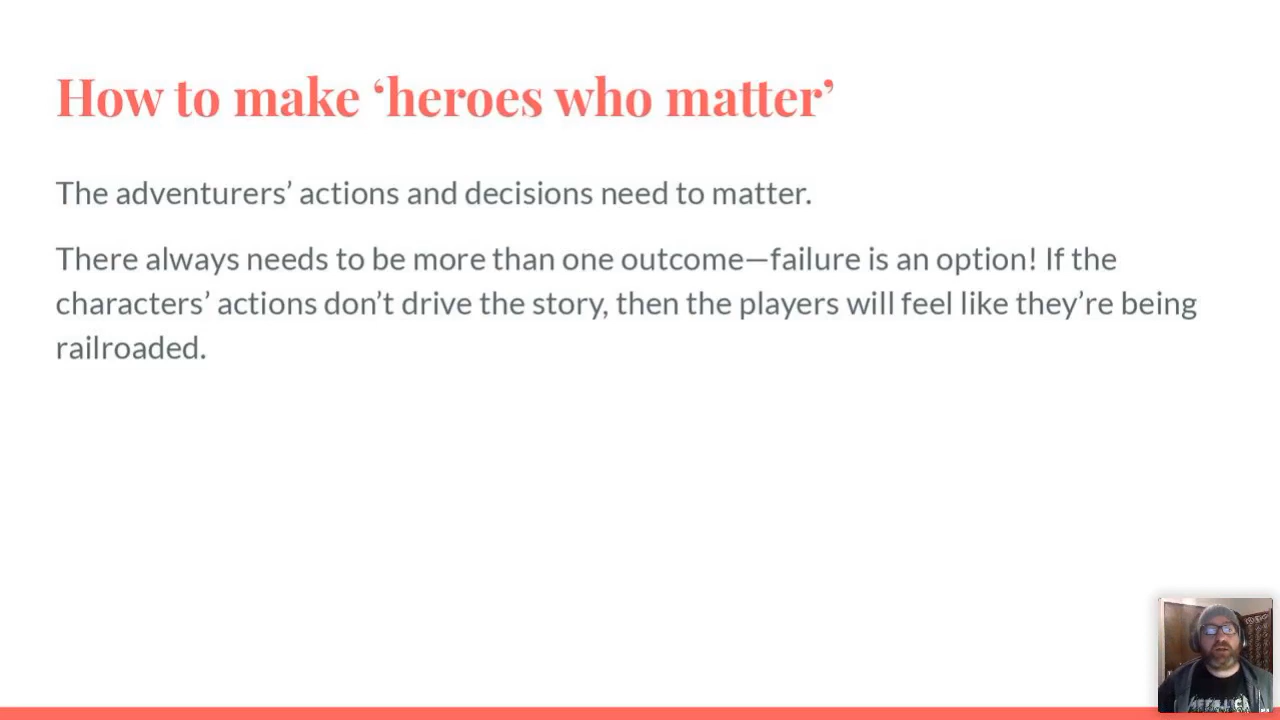 How to make ‘heroes who matter’
The adventurers’ actions and decisions need to matter.
There always needs to be more than one outcome—failure is an option! If the
characters’ actions don’t drive the story, then the players will feel like they’re being
railroaded.